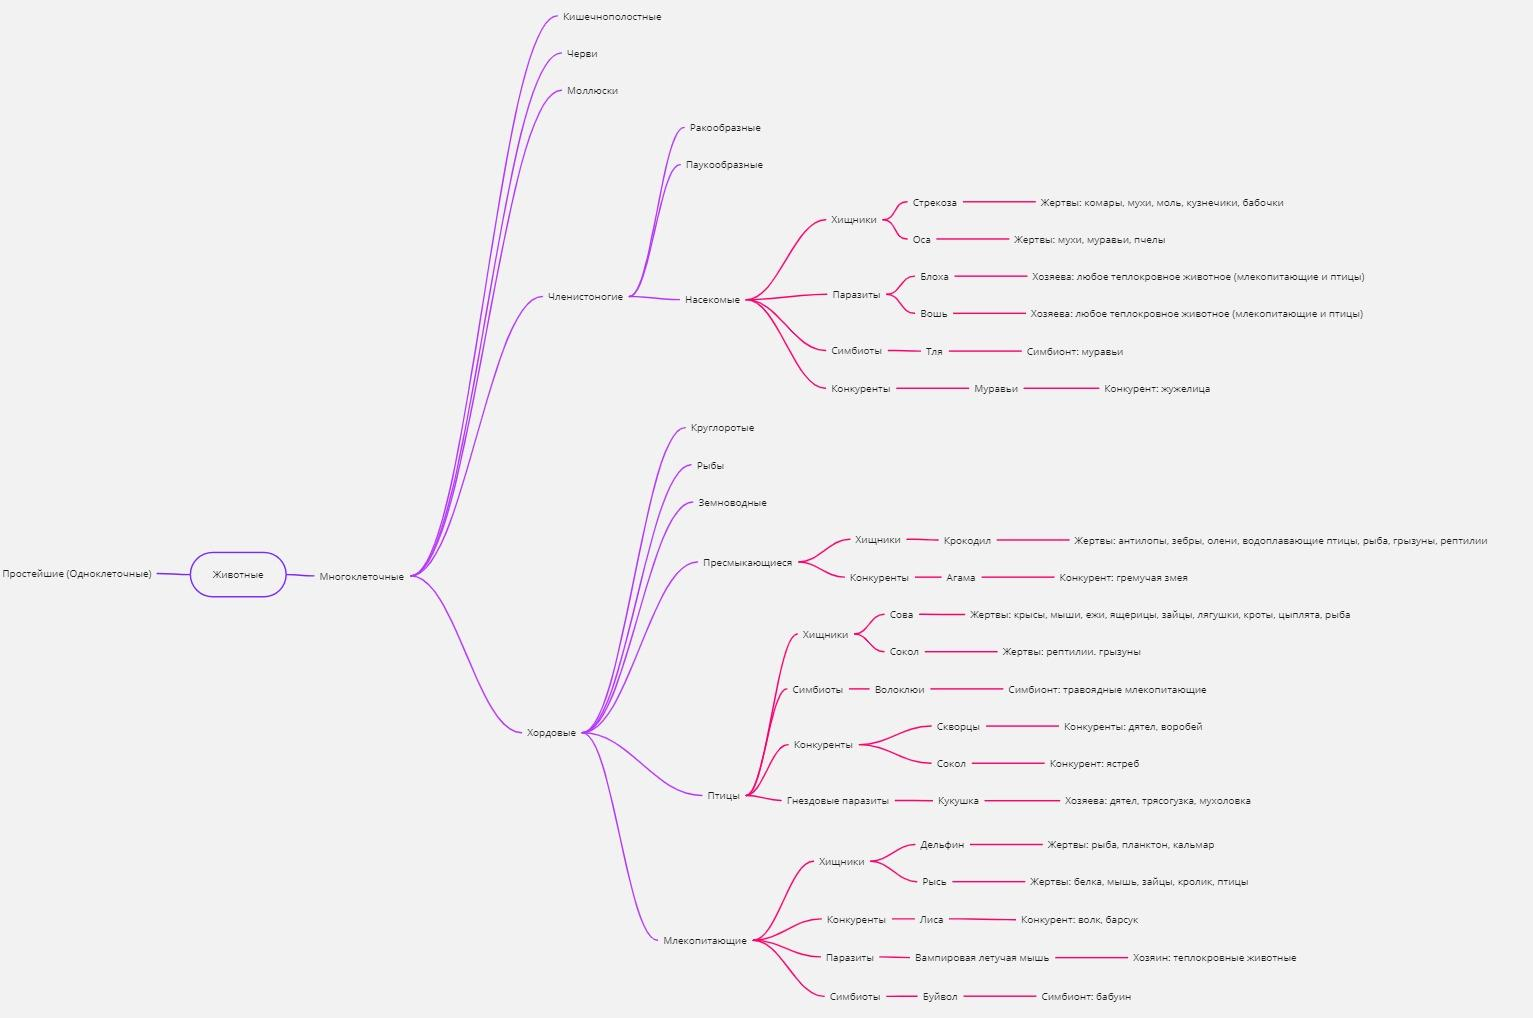 Кишечнополостные
Черви
Моллюски
Ракообразные
Паукообразные
Стрекоза Жертвы: комары, мухи, моль, кузнечики, бабочки
Хищники
Оса Жертвы: мухи, муравьи, пчелы
Блоха Хозяева: любое теплокровное животное (млекопитающие и птицы)
Паразиты
Членистоногие Насекомые
Вошь Хозяева: любое теплокровное животное (млекопитающие и птицы)
Симбиоты Тля Симбионт: муравьи
Конкуренты Муравьи Конкурент: жужелица
Круглоротые
Рыбы
Земноводные
Хищники Крокодил Жертвы: антилопы, зебры, олени, водоплавающие птицы, рыба, грызуны, рептилии
Пресмыкающиеся
Простейшие (Одноклеточные) Животные Многоклеточные
Конкуренты Агама Конкурент: гремучая змея
Сова Жертвы: крысы, мыши, ежи, ящерицы, зайцы, лягушки, кроты, цыплята, рыба
Хищники
Сокол Жертвы: рептилии. грызуны
Симбиоты Волоклюи Симбионт: травоядные млекопитающие
Скворцы Конкуренты: дятел, воробей
Хордовые
Конкуренты
Сокол Конкурент: ястреб
Птицы
Гнездовые паразиты Кукушка Хозяева: дятел, трясогузка, мухоловка
Дельфин Жертвы: рыба, планктон, кальмар
Хищники
Рысь Жертвы: белка, мышь, зайцы, кролик, птицы
Конкуренты Лиса Конкурент: волк, барсук
Млекопитающие
Паразиты Вампировая летучая мышь Хозяин: теплокровные животные
Симбиоты Буйвол Симбионт: бабуин